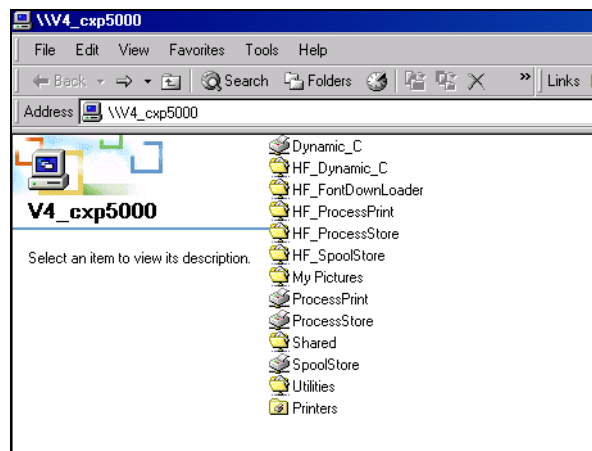 \\V4_cxp5000
File Edit View Favorites Tools Help
Back Search Folders » Links
Address \\V4_cxp5000
V4_cxp5000
Select an item to view its description.
Dynamic_C
HF_Dynamic_C
HF_FontDownLoader
HF_ProcessPrint
HF_ProcessStore
HF_SpoolStore
My Pictures
ProcessPrint
ProcessStore
Shared
SpoolStore
Utilities
Printers